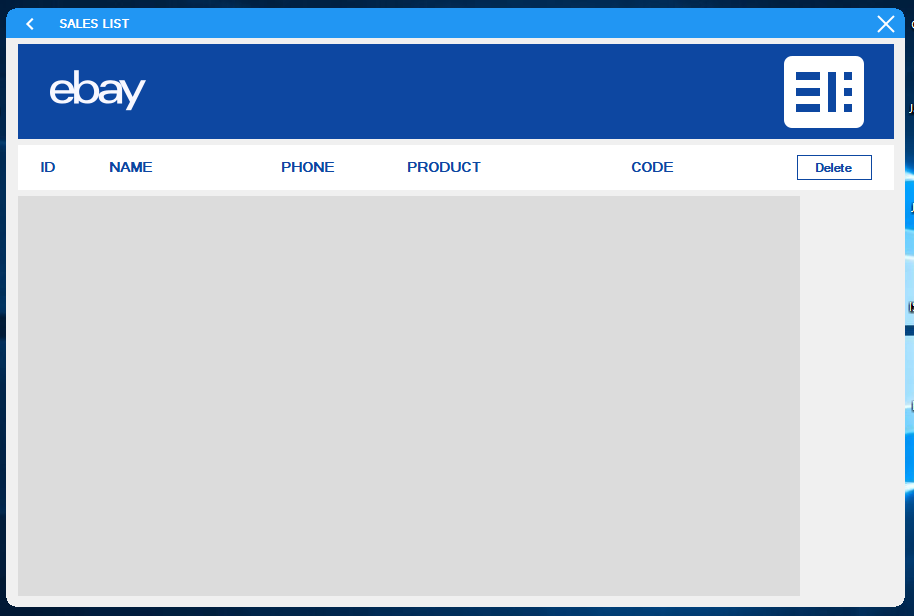 SALES LIST
ebay
ID NAME PHONE PRODUCT CODE Delete